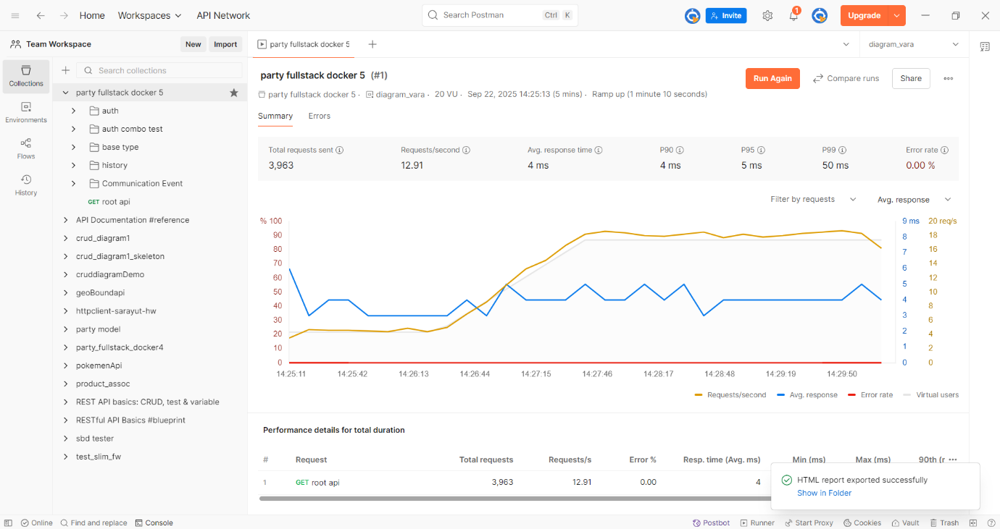 Home Workspaces API Network Search Postman Ctrl K Invite 1 Upgrade
Team Workspace New Import
party fullstack docker 5
diagram_vara
Collections
Environments
Flows
History
Search collections
party fullstack docker 5
auth
auth combo test
base type
history
Communication Event
GET root api
API Documentation #reference
crud_diagram1
crud_diagram1_skeleton
cruddiagramDemo
geoBoundapi
httpclient-sarayut-hw
party model
party_fullstack_docker4
pokemenApi
product_assoc
REST API basics: CRUD, test & variable
RESTful API Basics #blueprint
sbd tester
test_slim_fw
party fullstack docker 5 (#1)
Run Again Compare runs Share
party fullstack docker 5 · diagram_vara · 20 VU · Sep 22, 2025 14:25:13 (5 mins) · Ramp up (1 minute 10 seconds)
Summary Errors
Total requests sent Requests/second Avg. response time P90 P95 P99 Error rate
3,963 12.91 4 ms 4 ms 5 ms 50 ms 0.00 %
Filter by requests Avg. response
% 100 9 ms 20 req/s
90 8 18
80 7 16
70 6 14
60 5 12
50 4 10
40 3 8
30 2 6
20 1 4
10 0 2
0 0
14:25:11 14:25:42 14:26:13 14:26:44 14:27:15 14:27:46 14:28:17 14:28:48 14:29:19 14:29:50
Requests/second Avg. response Error rate Virtual users
Performance details for total duration
# Request Total requests Requests/s Error % Resp. time (Avg. ms) Min (ms) Max (ms) 90th (r
1 GET root api 3,963 12.91 0.00 4
HTML report exported successfully
Show in Folder
Online Find and replace Console Postbot Runner Start Proxy Cookies Vault Trash